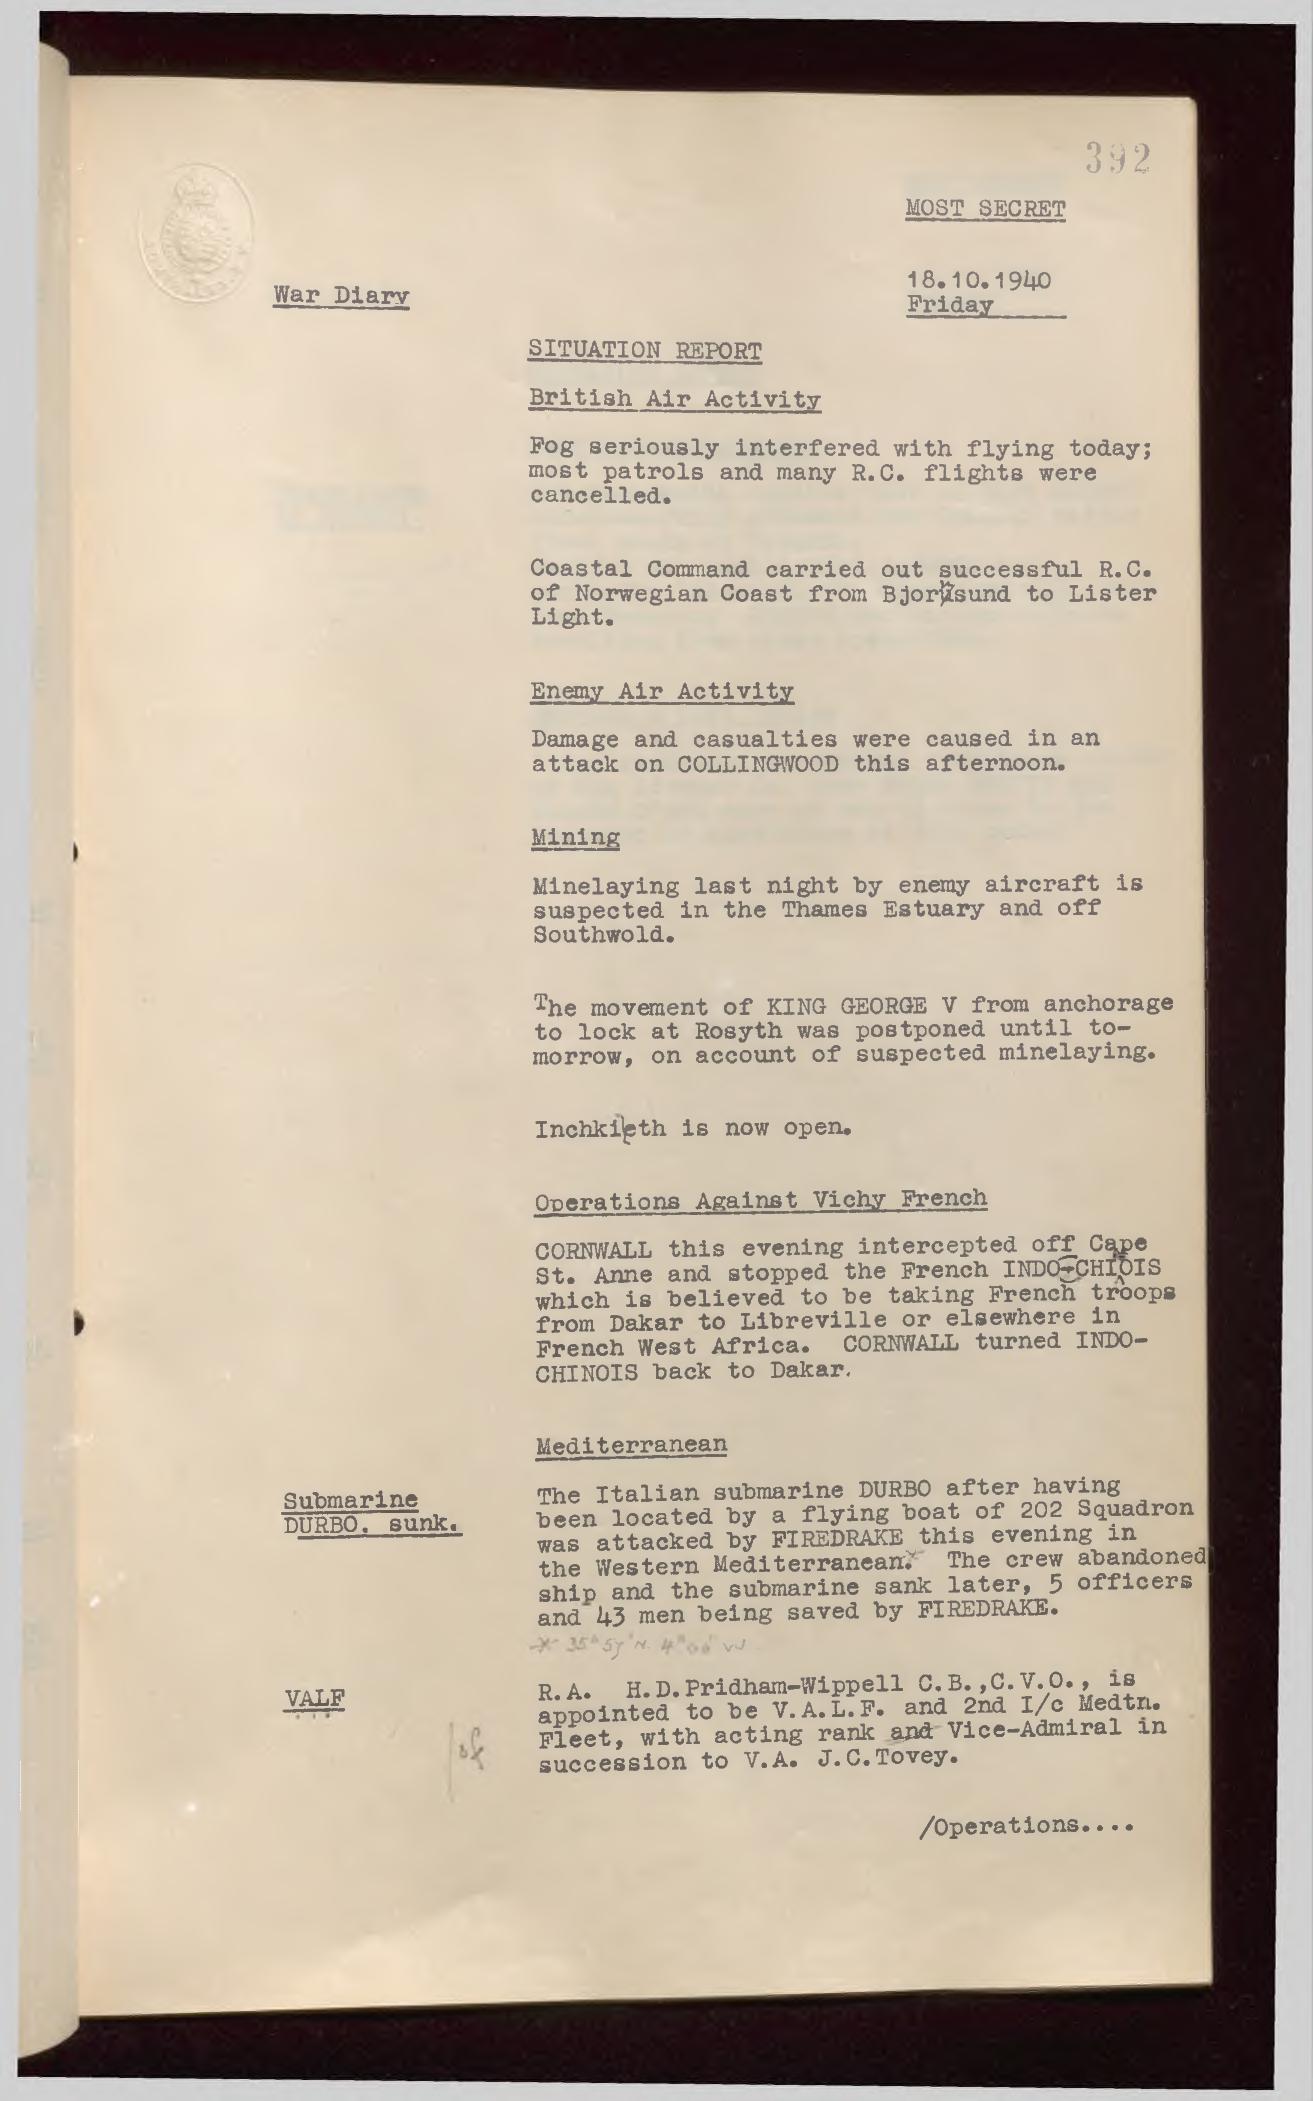 392
MOST SECRET
18.10.1940
Friday
War Diary
SITUATION REPORT
British Air Activity
Fog seriously interfered with flying today;
most patrols and many R.C. flights were
cancelled.
Coastal Command carried out successful R.C.
of Norwegian Coast from Bjornsund to Lister
Light.
Enemy Air Activity
Damage and casualties were caused in an
attack on COLLINGWOOD this afternoon.
Mining
Minelaying last night by enemy aircraft is
suspected in the Thames Estuary and off
Southwold.
The movement of KING GEORGE V from anchorage
to lock at Rosyth was postponed until to-
morrow, on account of suspected minelaying.
Inchkieth is now open.
Operations Against Vichy French
CORNWALL this evening intercepted off Cape
St. Anne and stopped the French INDO-CHIOIS
which is believed to be taking French troops
from Dakar to Libreville or elsewhere in
French West Africa. CORNWALL turned INDO-
CHINOIS back to Dakar.
Mediterranean
Submarine
DURBO. sunk.
The Italian submarine DURBO after having
been located by a flying boat of 202 Squadron
was attacked by FIREDRAKE this evening in
the Western Mediterranean.* The crew abandoned
ship and the submarine sank later, 5 officers
and 43 men being saved by FIREDRAKE.
* 35° 57' N. 4° 00' W
VALF
R.A. H.D.Pridham-Wippell C.B.,C.V.O., is
appointed to be V.A.L.F. and 2nd I/c Medtn.
Fleet, with acting rank and Vice-Admiral in
succession to V.A. J.C.Tovey.
/of
/Operations....